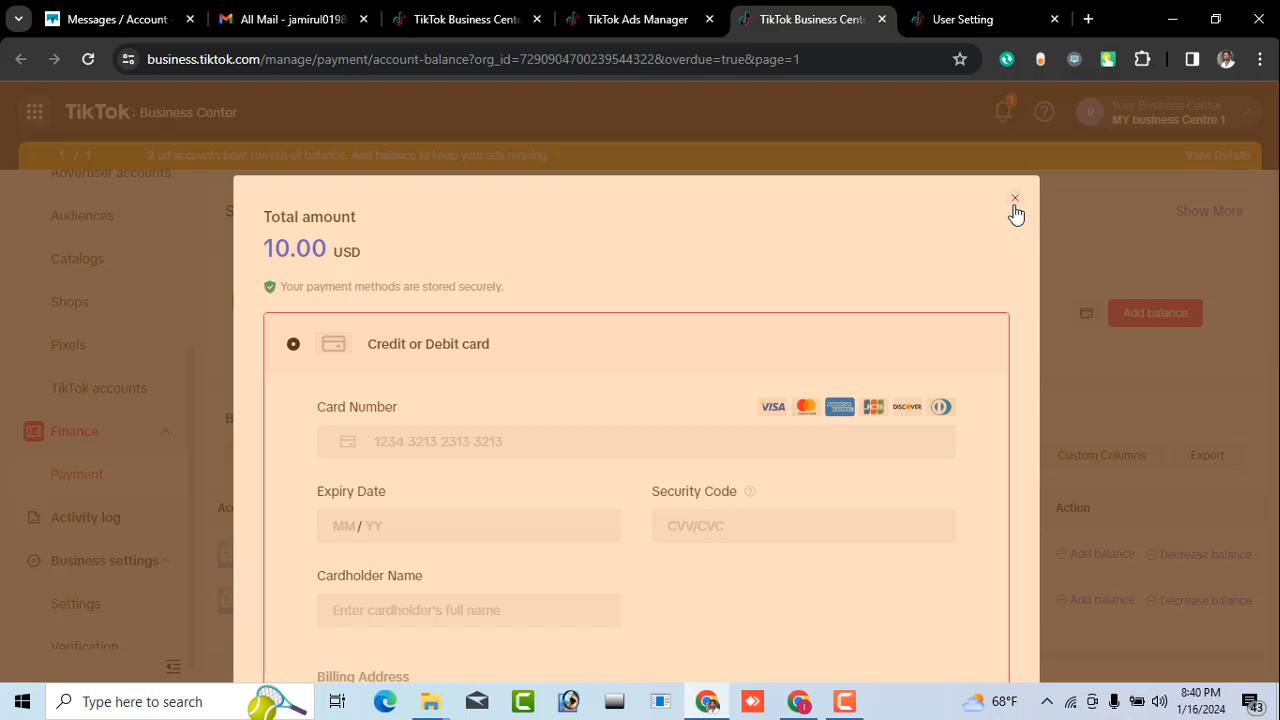 Messages / Account
All Mail - jamirul0198
TikTok Business Cente
TikTok Ads Manager
TikTok Business Cente
User Setting
business.tiktok.com/manage/payment/account-balance?org_id=7290904700239544322&overdue=true&page=1
TikTok: Business Center
1
Your Business Center
U
MY business Centre 1
1 / 1
2 ad accounts have run out of balance. Add balance to keep your ads running.
View Details
Advertiser accounts
Audiences
Catalogs
Shops
Pixels
TikTok accounts
Finance
Payment
Activity log
Business settings
Settings
Verification
S
Show More
Add balance
B
Custom Columns
Export
Action
Add balance
Decrease balance
Add balance
Decrease balance
Total amount
10.00 USD
Your payment methods are stored securely.
Credit or Debit card
Card Number
VISA
AMERICAN EXPRESS
JCB
DISCOVER
1234 3213 2313 3213
Expiry Date
Security Code
MM / YY
CVV/CVC
Cardholder Name
Enter cardholder's full name
Billing Address
Type here to search
68°F
8:40 PM
1/16/2024
43